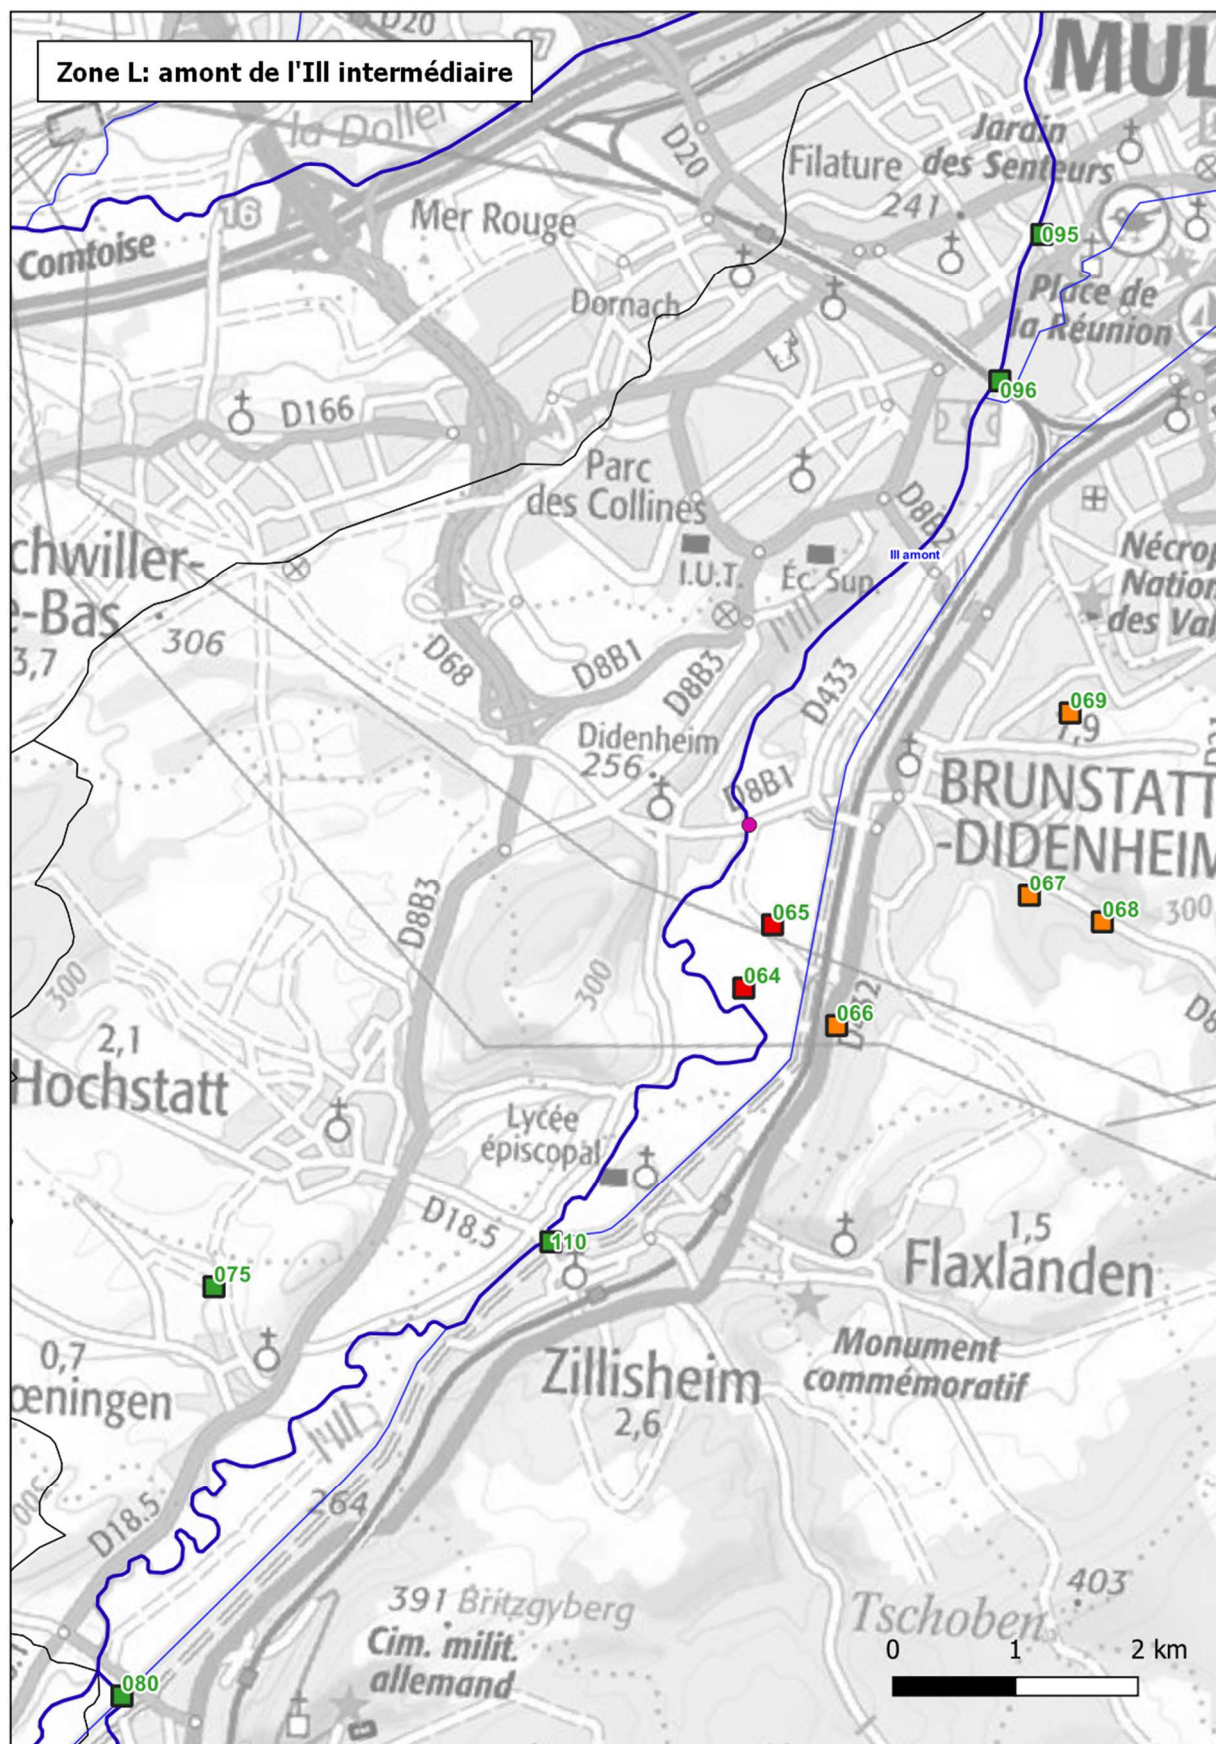 D20
MUL
Zone L: amont de l'Ill intermédiaire
la Doller
D20
Jardin
des Senteurs
Filature
241
16
Mer Rouge
095
Comtoise
Dornach
Place de
la Réunion
096
D166
Parc
des Collines
D8B2
Ill amont
I.U.T.
Éc. Sup.
chwiller-
e-Bas
3,7
306
Nécrop
Nation
des Val
D68
D8B1
D8B3
D433
069
7,9
Didenheim
256
D8B1
BRUNSTATT
-DIDENHEIM
067
068
300
D8B3
065
064
300
300
066
2,1
Hochstatt
Lycée
épiscopal
D18.5
110
1,5
Flaxlanden
075
0,7
œningen
Monument
commémoratif
Zillisheim
2,6
264
D18.5
391 Britzgyberg
Cim. milit.
allemand
403
Tschoben
080
0 1 2 km